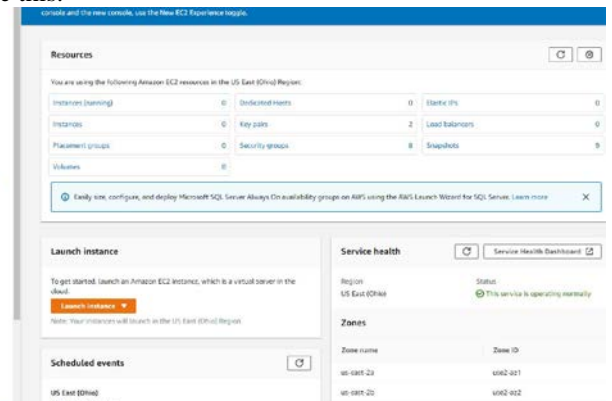 console and the new console, use the New EC2 Experience toggle.
Resources
You are using the following Amazon EC2 resources in the US East (Ohio) Region:
Instances (running) 0 Dedicated Hosts 0 Elastic IPs 0
Instances 0 Key pairs 2 Load balancers 0
Placement groups 0 Security groups 8 Snapshots 9
Volumes 0
Easily size, configure, and deploy Microsoft SQL Server Always On availability groups on AWS using the AWS Launch Wizard for SQL Server. Learn more
Launch instance
To get started, launch an Amazon EC2 instance, which is a virtual server in the
cloud.
Launch instance
Note: Your instances will launch in the US East (Ohio) Region
Scheduled events
US East (Ohio)
Service health
Service Health Dashboard
Region Status
US East (Ohio) This service is operating normally
Zones
Zone name Zone ID
us-east-2a use2-az1
us-east-2b use2-az2